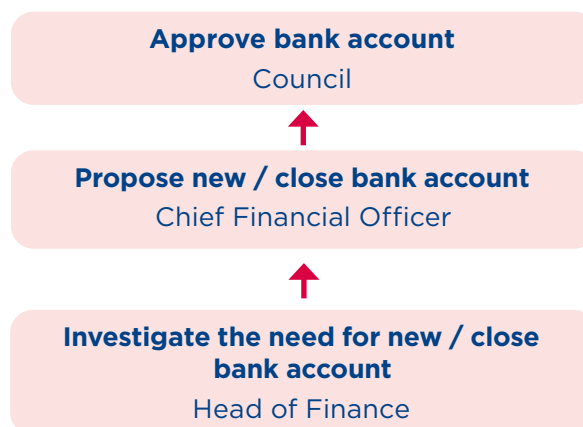 Approve bank account
Council
Propose new / close bank account
Chief Financial Officer
Investigate the need for new / close
bank account
Head of Finance